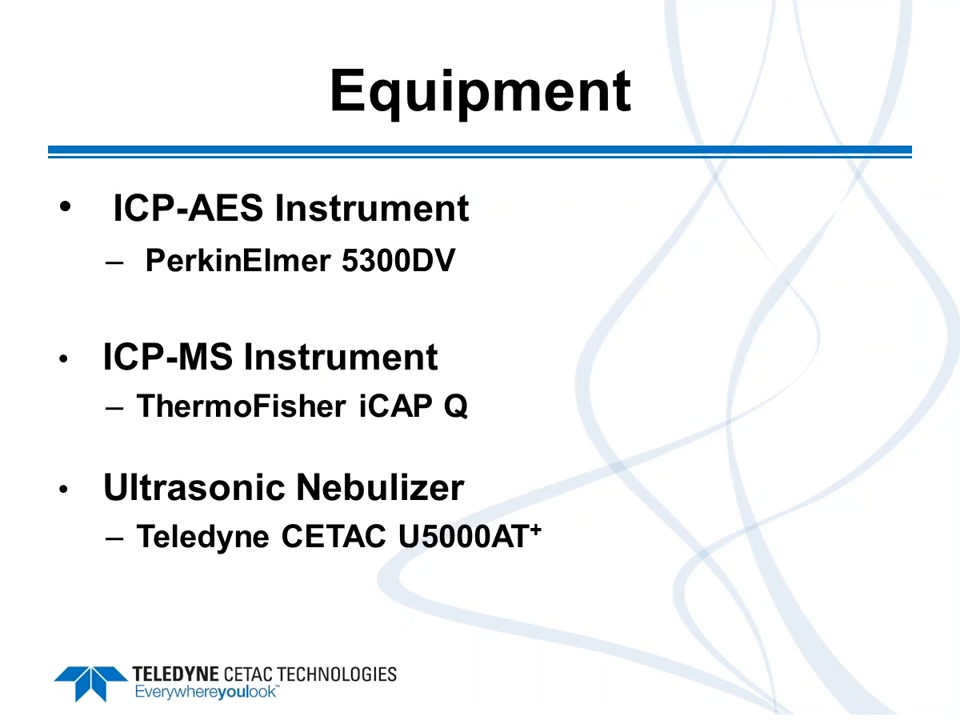 Equipment
• ICP-AES Instrument
– PerkinElmer 5300DV
• ICP-MS Instrument
– ThermoFisher iCAP Q
• Ultrasonic Nebulizer
– Teledyne CETAC U5000AT⁺
TELEDYNE CETAC TECHNOLOGIES
Everywhereyoulook™